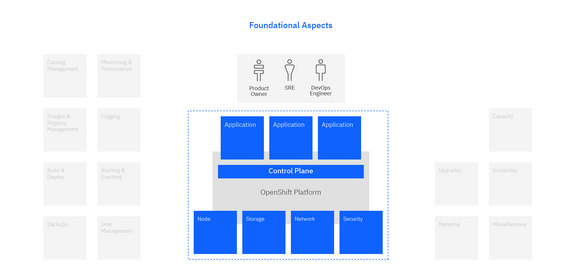 Foundational Aspects
Catalog
Management
Monitoring &
Performance
Product
Owner
SRE
DevOps
Engineer
Images &
Registry
Management
Logging
Application
Application
Application
Capacity
Control Plane
Build &
Deploy
Alerting &
Eventing
OpenShift Platform
Upgrades
Scalability
Backups
User
Management
Node
Storage
Network
Security
Metering
Miscellaneous